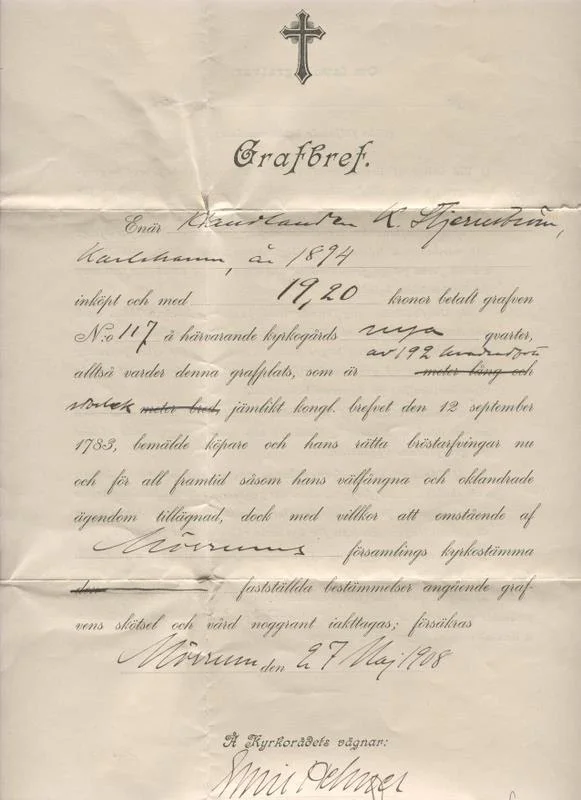 Grafbref.
Enär Handlanden K. Stjernström,
Karlshamn, år 1894
inköpt och med 19,20 kronor betalt grafven
N:o 117 å härvarande kyrkogårds nya qvarter,
av 192 kvadratfots
alltså varder denna grafplats, som är meter lång och
storlek meter bred, jämlikt kongl. brefvet den 12 september
1783, bemälde köpare och hans rätta bröstarfvingar nu
och för all framtid såsom hans välfångna och oklandrade
ägendom tillägnad, dock med villkor att omstående af
Mörrums församlings kyrkostämma
den fastställda bestämmelser angående graf-
vens skötsel och vård noggrant iakttagas; försäkras
Mörrum den 27 Maj 1908
Å Kyrkorådets vägnar:
Emil